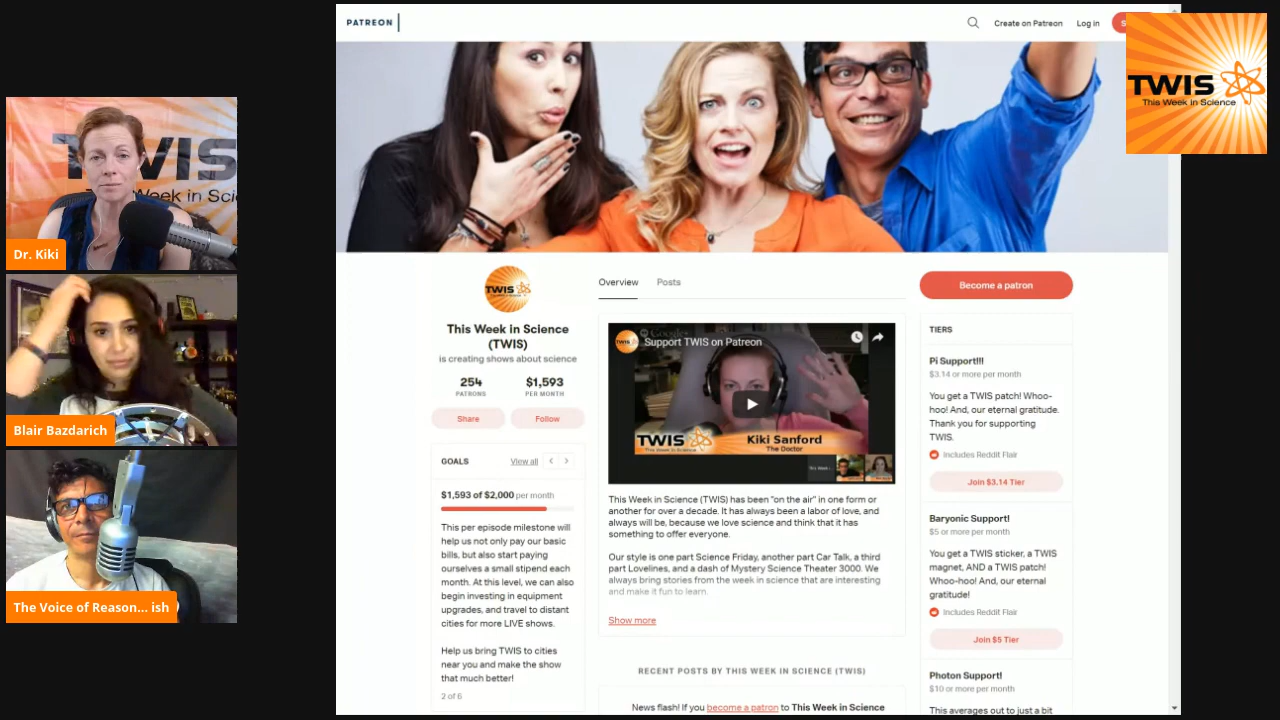 PATREON
Create on Patreon
Log in
TWIS
This Week in Science
TWIS
Week in Scie
Dr. Kiki
Blair Bazdarich
The Voice of Reason... ish
TWIS
This Week in Science
(TWIS)
is creating shows about science
254
PATRONS
$1,593
PER MONTH
Share
Follow
GOALS
View all
$1,593 of $2,000 per month
This per episode milestone will
help us not only pay our basic
bills, but also start paying
ourselves a small stipend each
month. At this level, we can also
begin investing in equipment
upgrades, and travel to distant
cities for more LIVE shows.
Help us bring TWIS to cities
near you and make the show
that much better!
2 of 6
Overview
Posts
Support TWIS on Patreon
TWIS
This Week in Science
Kiki Sanford
The Doctor
This Week in Science (TWIS) has been "on the air" in one form or
another for over a decade. It has always been a labor of love, and
always will be, because we love science and think that it has
something to offer everyone.
Our style is one part Science Friday, another part Car Talk, a third
part Lovelines, and a dash of Mystery Science Theater 3000. We
always bring stories from the week in science that are interesting
and make it fun to learn.
Show more
RECENT POSTS BY THIS WEEK IN SCIENCE (TWIS)
News flash! If you become a patron to This Week in Science
Become a patron
TIERS
Pi Support!!!
$3.14 or more per month
You get a TWIS patch! Whoo-
hoo! And, our eternal gratitude.
Thank you for supporting
TWIS.
Includes Reddit Flair
Join $3.14 Tier
Baryonic Support!
$5 or more per month
You get a TWIS sticker, a TWIS
magnet, AND a TWIS patch!
Whoo-hoo! And, our eternal
gratitude!
Includes Reddit Flair
Join $5 Tier
Photon Support!
$10 or more per month
This averages out to just a bit